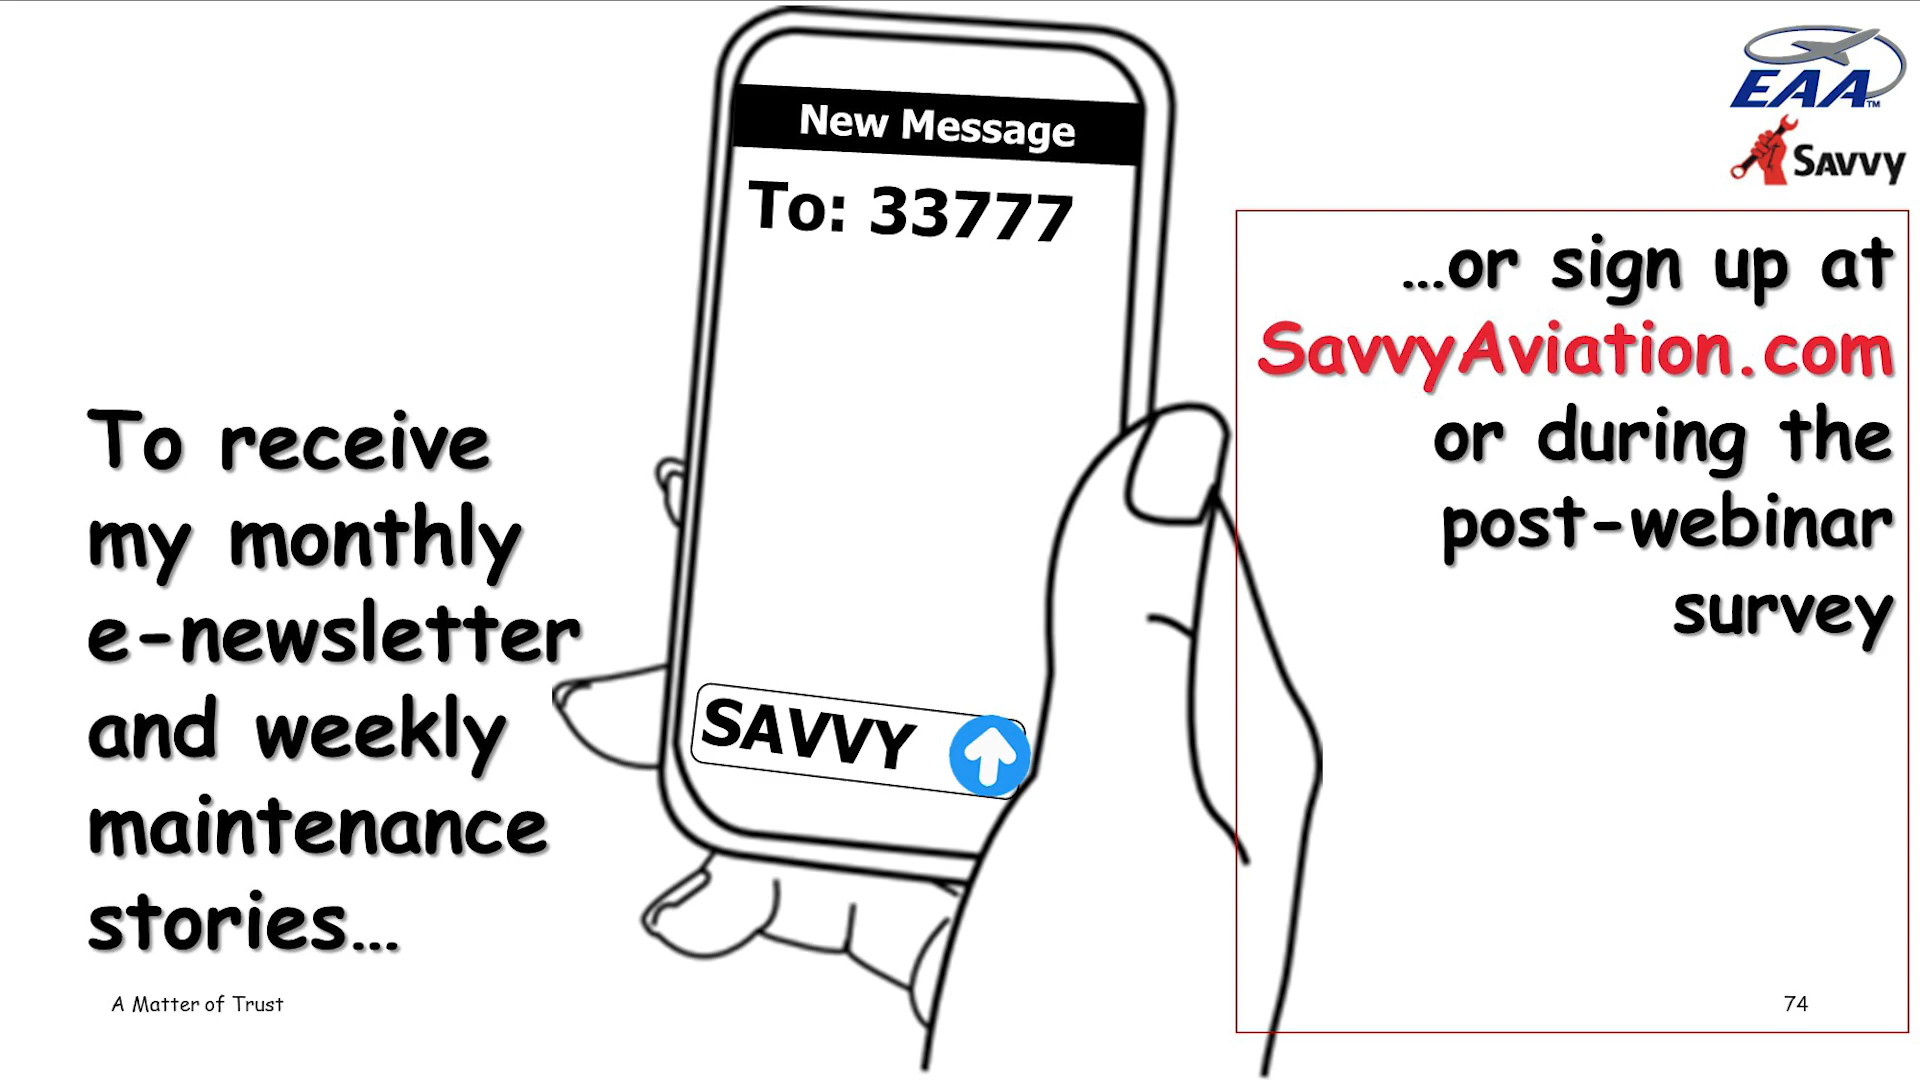 EAA™
SAVVY
New Message
To: 33777
SAVVY
To receive
my monthly
e-newsletter
and weekly
maintenance
stories...
...or sign up at
SavvyAviation.com
or during the
post-webinar
survey
A Matter of Trust
74